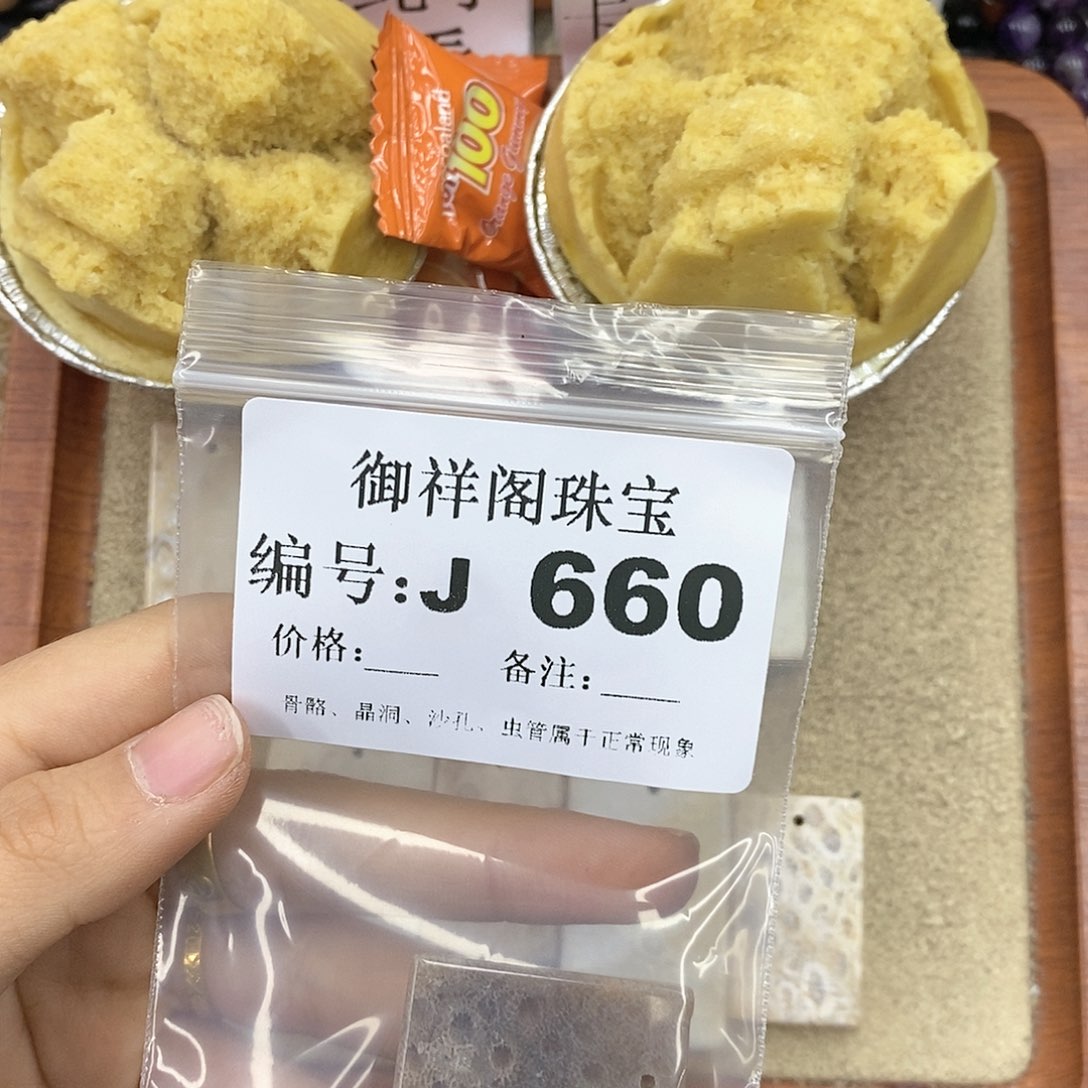 100
Orange
御祥阁珠宝
编号:J 660
价格:____ 备注:____
骨骼、晶洞、沙孔、虫管属于正常现象